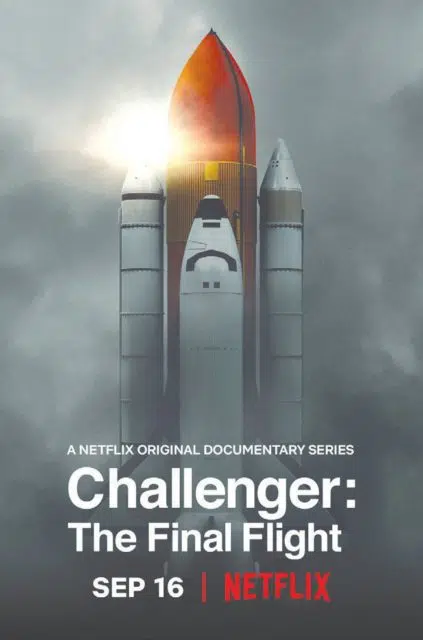 A NETFLIX ORIGINAL DOCUMENTARY SERIES
Challenger:
The Final Flight
SEP 16 | NETFLIX